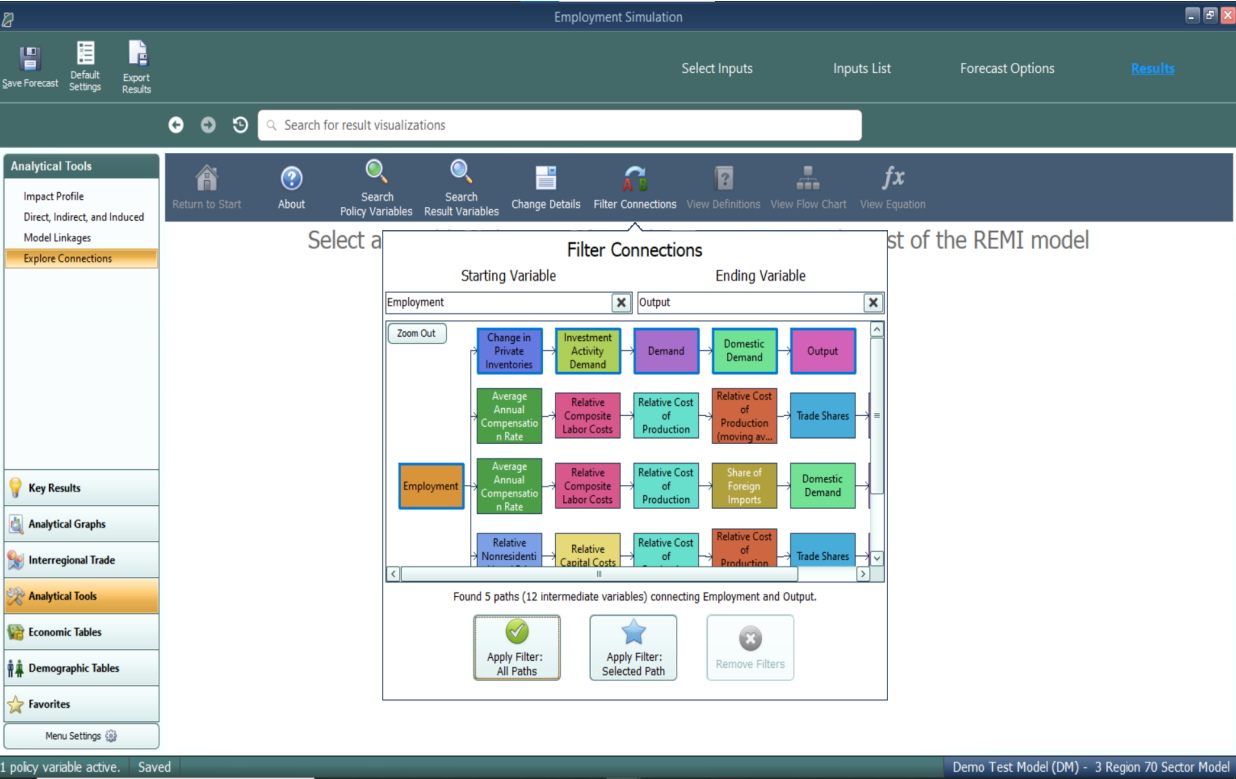 Employment Simulation
Save Forecast
Default
Settings
Export
Results
Select Inputs
Inputs List
Forecast Options
Results
Search for result visualizations
Analytical Tools
Impact Profile
Direct, Indirect, and Induced
Model Linkages
Explore Connections
Key Results
Analytical Graphs
Interregional Trade
Analytical Tools
Economic Tables
Demographic Tables
Favorites
Menu Settings
Return to Start
About
Search
Policy Variables
Search
Result Variables
Change Details
Filter Connections
View Definitions
View Flow Chart
fx
View Equation
Select a
st of the REMI model
Filter Connections
Starting Variable
Ending Variable
Employment
Output
Zoom Out
Change in
Private
Inventories
Investment
Activity
Demand
Demand
Domestic
Demand
Output
Average
Annual
Compensatio
n Rate
Relative
Composite
Labor Costs
Relative Cost
of
Production
Relative Cost
of
Production
(moving av...
Trade Shares
Employment
Average
Annual
Compensatio
n Rate
Relative
Composite
Labor Costs
Relative Cost
of
Production
Share of
Foreign
Imports
Domestic
Demand
Relative
Nonresidenti
Relative
Capital Costs
Relative Cost
of
Relative Cost
of
Production
Trade Shares
Found 5 paths (12 intermediate variables) connecting Employment and Output.
Apply Filter:
All Paths
Apply Filter:
Selected Path
Remove Filters
1 policy variable active.
Saved
Demo Test Model (DM) - 3 Region 70 Sector Model